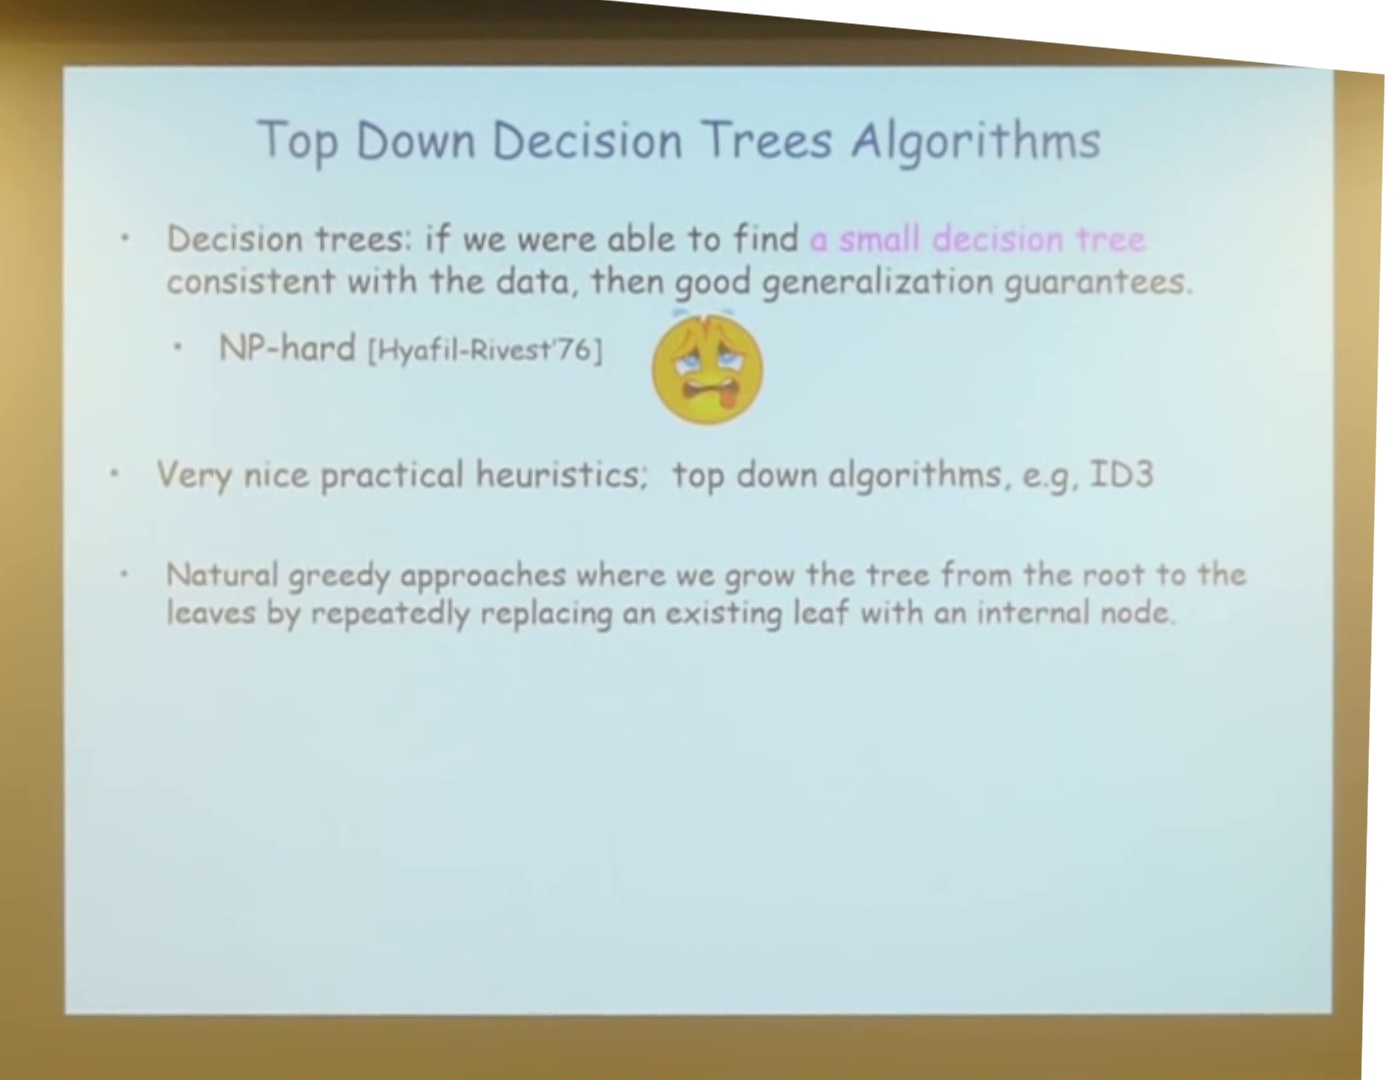 Top Down Decision Trees Algorithms
• Decision trees: if we were able to find a small decision tree
consistent with the data, then good generalization guarantees.
• NP-hard [Hyafil-Rivest'76]
• Very nice practical heuristics; top down algorithms, e.g, ID3
• Natural greedy approaches where we grow the tree from the root to the
leaves by repeatedly replacing an existing leaf with an internal node.